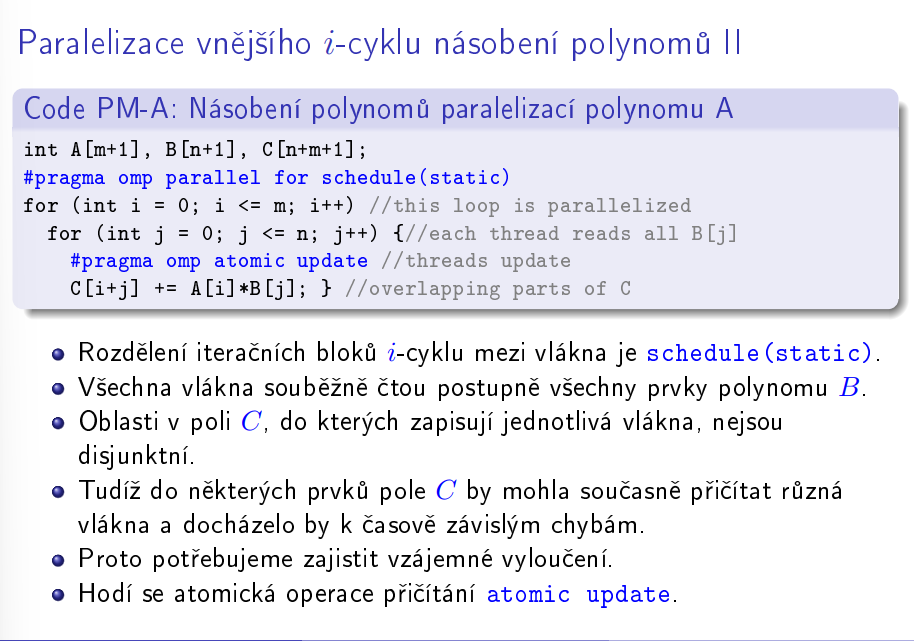 Paralelizace vnějšího i-cyklu násobení polynomů II
Code PM-A: Násobení polynomů paralelizací polynomu A
int A[m+1], B[n+1], C[n+m+1];
#pragma omp parallel for schedule(static)
for (int i = 0; i <= m; i++) //this loop is parallelized
for (int j = 0; j <= n; j++) {//each thread reads all B[j]
#pragma omp atomic update //threads update
C[i+j] += A[i]*B[j]; } //overlapping parts of C
Rozdělení iteračních bloků i-cyklu mezi vlákna je schedule(static).
Všechna vlákna souběžně čtou postupně všechny prvky polynomu B.
Oblasti v poli C, do kterých zapisují jednotlivá vlákna, nejsou
disjunktní.
Tudíž do některých prvků pole C by mohla současně přičítat různá
vlákna a docházelo by k časově závislým chybám.
Proto potřebujeme zajistit vzájemné vyloučení.
Hodí se atomická operace přičítání atomic update.